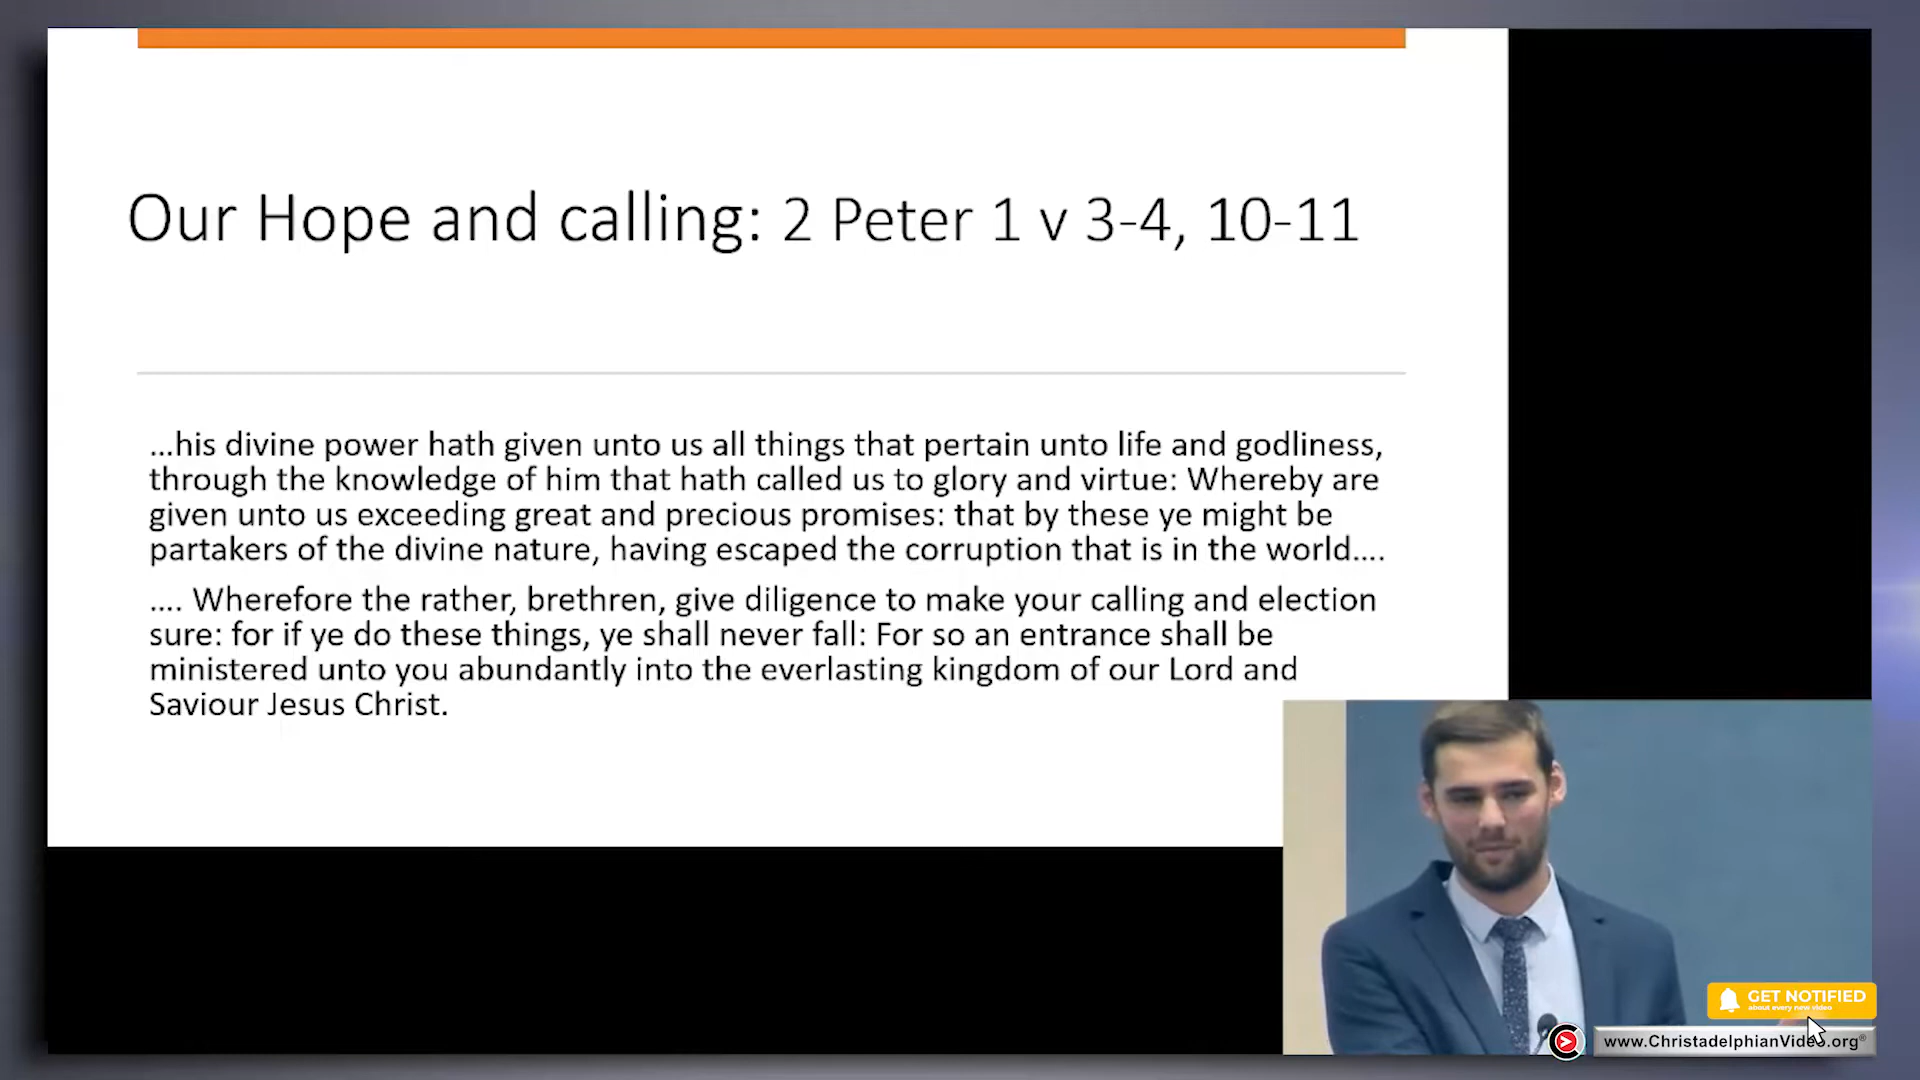 Our Hope and calling: 2 Peter 1 v 3-4, 10-11
...his divine power hath given unto us all things that pertain unto life and godliness,
through the knowledge of him that hath called us to glory and virtue: Whereby are
given unto us exceeding great and precious promises: that by these ye might be
partakers of the divine nature, having escaped the corruption that is in the world....
.... Wherefore the rather, brethren, give diligence to make your calling and election
sure: for if ye do these things, ye shall never fall: For so an entrance shall be
ministered unto you abundantly into the everlasting kingdom of our Lord and
Saviour Jesus Christ.
GET NOTIFIED
about every new video
www.ChristadelphianVideo.org®